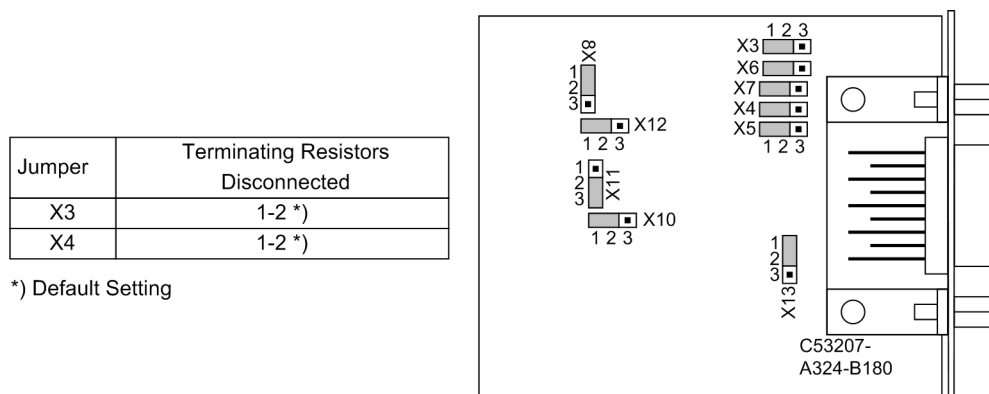 Jumper
Terminating Resistors
Disconnected
X3
1-2 *)
X4
1-2 *)
*) Default Setting
X8
1
2
3
X12
1 2 3
1
2
3
X11
X10
1 2 3
1 2 3
X3
X6
X7
X4
X5
1 2 3
1
2
3
X13
C53207-
A324-B180